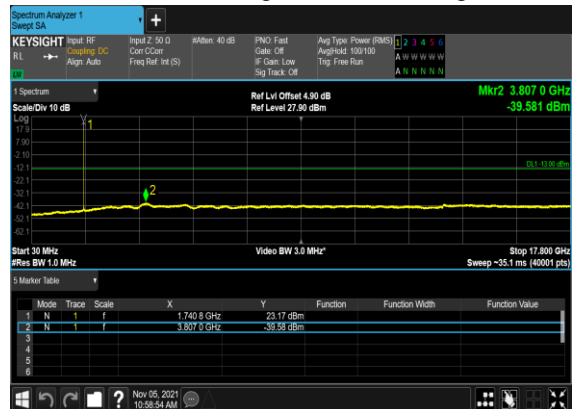 Spectrum Analyzer 1
Swept SA
+
KEYSIGHT Input: RF Input Z: 50 Ω #Atten: 40 dB PNO: Fast Avg Type: Power (RMS) 1 2 3 4 5 6
RL Coupling: DC Corr CCorr Gate: Off Avg|Hold: 100/100 A W W W W W
Align: Auto Freq Ref: Int (S) IF Gain: Low Trig: Free Run
LW Sig Track: Off A N N N N N
1 Spectrum Ref Lvl Offset 4.90 dB Mkr2 3.807 0 GHz
Scale/Div 10 dB Ref Level 27.90 dBm -39.581 dBm
Log
1
17.9
7.90
-2.10
-12.1
DL1 -13.00 dBm
-22.1
2
-32.1
-42.1
-52.1
-62.1
Start 30 MHz Video BW 3.0 MHz* Stop 17.800 GHz
#Res BW 1.0 MHz Sweep ~35.1 ms (40001 pts)
5 Marker Table
Mode Trace Scale X Y Function Function Width Function Value
1 N 1 f 1.740 8 GHz 23.17 dBm
2 N 1 f 3.807 0 GHz -39.58 dBm
3
4
5
6
? Nov 05, 2021
10:58:54 AM